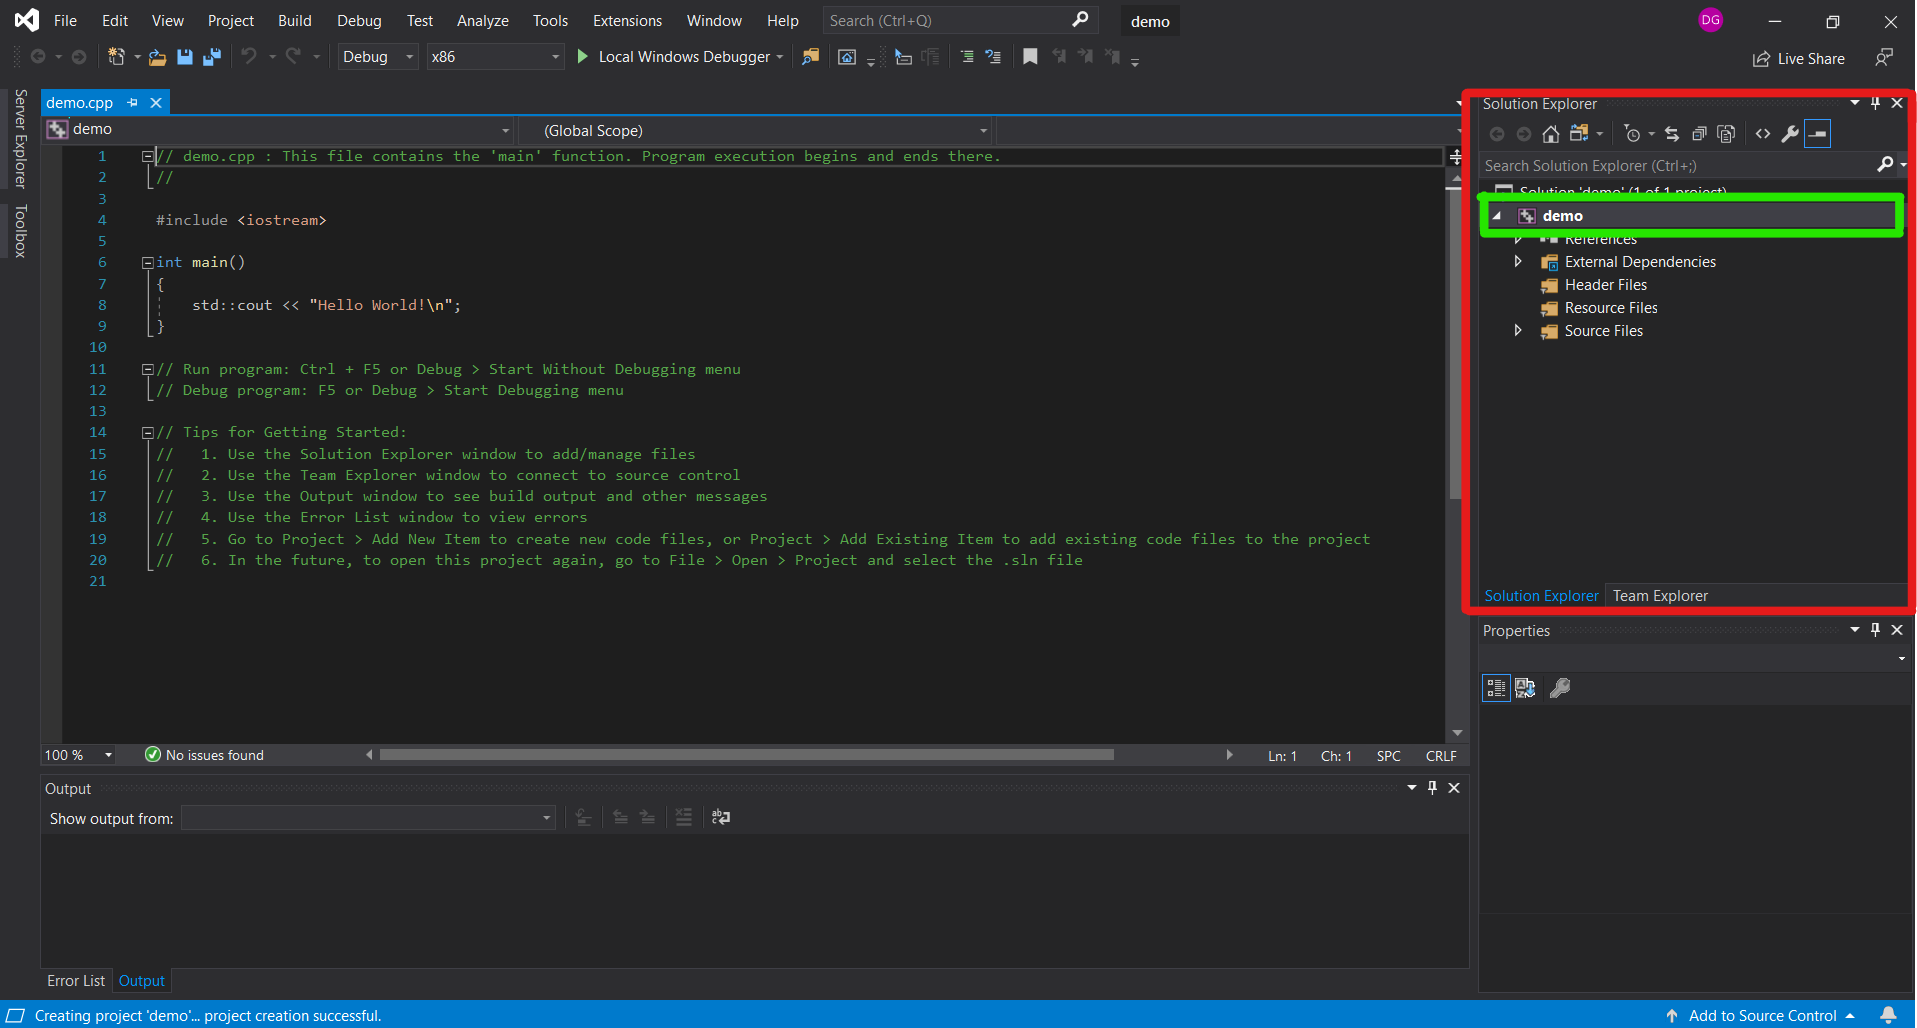 File Edit View Project Build Debug Test Analyze Tools Extensions Window Help Search (Ctrl+Q) demo DG
Debug x86 Local Windows Debugger Live Share
Server Explorer
Toolbox
demo.cpp
demo (Global Scope)
1 // demo.cpp : This file contains the 'main' function. Program execution begins and ends there.
2 //
3
4 #include <iostream>
5
6 int main()
7 {
8 std::cout << "Hello World!\n";
9 }
10
11 // Run program: Ctrl + F5 or Debug > Start Without Debugging menu
12 // Debug program: F5 or Debug > Start Debugging menu
13
14 // Tips for Getting Started:
15 //   1. Use the Solution Explorer window to add/manage files
16 //   2. Use the Team Explorer window to connect to source control
17 //   3. Use the Output window to see build output and other messages
18 //   4. Use the Error List window to view errors
19 //   5. Go to Project > Add New Item to create new code files, or Project > Add Existing Item to add existing code files to the project
20 //   6. In the future, to open this project again, go to File > Open > Project and select the .sln file
21
100 % No issues found Ln: 1 Ch: 1 SPC CRLF
Output
Show output from:
Error List Output
Solution Explorer
Search Solution Explorer (Ctrl+;)
Solution 'demo' (1 of 1 project)
demo
References
External Dependencies
Header Files
Resource Files
Source Files
Solution Explorer Team Explorer
Properties
Creating project 'demo'... project creation successful. Add to Source Control